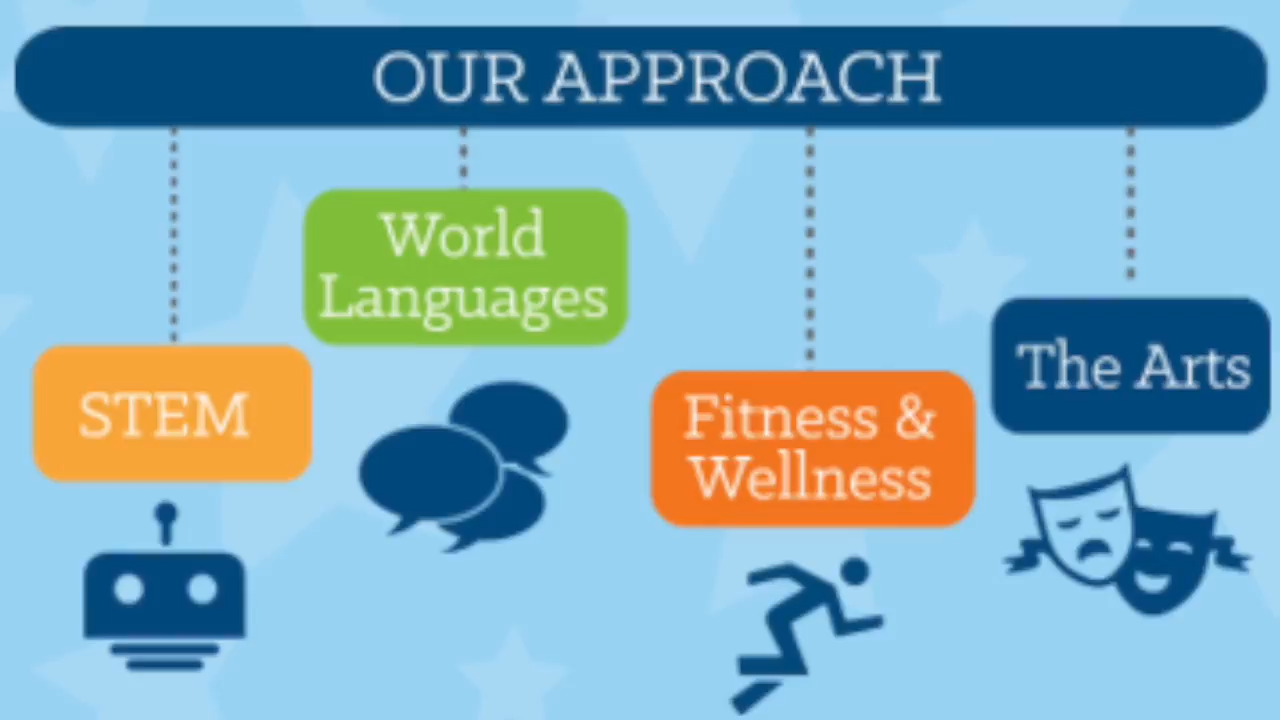 OUR APPROACH
World
Languages
STEM
Fitness &
Wellness
The Arts